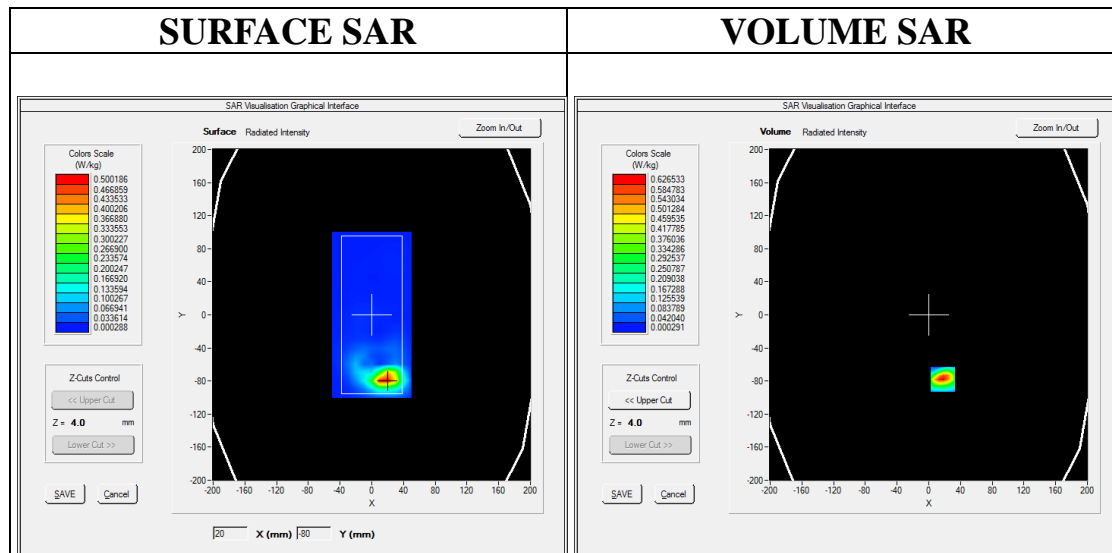 SURFACE SAR
SAR Visualisation Graphical Interface
Surface Radiated Intensity
Zoom In/Out
Colors Scale
(W/kg)
0.500186
0.466859
0.433533
0.400206
0.366880
0.333553
0.300227
0.266900
0.233574
0.200247
0.166920
0.133594
0.100267
0.066941
0.033614
0.000288
Z-Cuts Control
<< Upper Cut
Z = 4.0 mm
Lower Cut >>
SAVE Cancel
200
160
120
80
40
0
-40
-80
-120
-160
-200
Y
-200 -160 -120 -80 -40 0 40 80 120 160 200
X
20 X (mm) -80 Y (mm)
VOLUME SAR
SAR Visualisation Graphical Interface
Volume Radiated Intensity
Zoom In/Out
Colors Scale
(W/kg)
0.626533
0.584783
0.543034
0.501284
0.459535
0.417785
0.376036
0.334286
0.292537
0.250787
0.209038
0.167288
0.125539
0.083789
0.042040
0.000291
Z-Cuts Control
<< Upper Cut
Z = 4.0 mm
Lower Cut >>
SAVE Cancel
200
160
120
80
40
0
-40
-80
-120
-160
-200
Y
-200 -160 -120 -80 -40 0 40 80 120 160 200
X